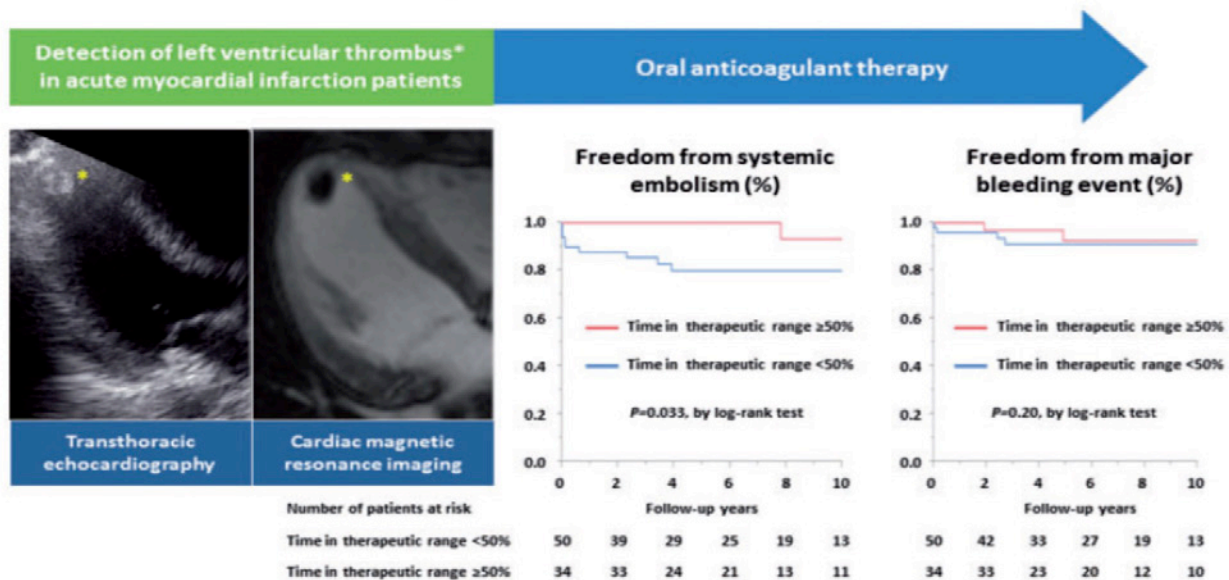 Detection of left ventricular thrombus*
in acute myocardial infarction patients
Oral anticoagulant therapy
*
*
Transthoracic
echocardiography
Cardiac magnetic
resonance imaging
Freedom from systemic
embolism (%)
1.0
0.8
0.6
0.4
0.2
0.0
Time in therapeutic range ≥50%
Time in therapeutic range <50%
P=0.033, by log-rank test
0 2 4 6 8 10
Follow-up years
Freedom from major
bleeding event (%)
1.0
0.8
0.6
0.4
0.2
0.0
Time in therapeutic range ≥50%
Time in therapeutic range <50%
P=0.20, by log-rank test
0 2 4 6 8 10
Follow-up years
Number of patients at risk
Time in therapeutic range <50% 50 39 29 25 19 13 50 42 33 27 19 13
Time in therapeutic range ≥50% 34 33 24 21 13 11 34 33 23 20 12 10